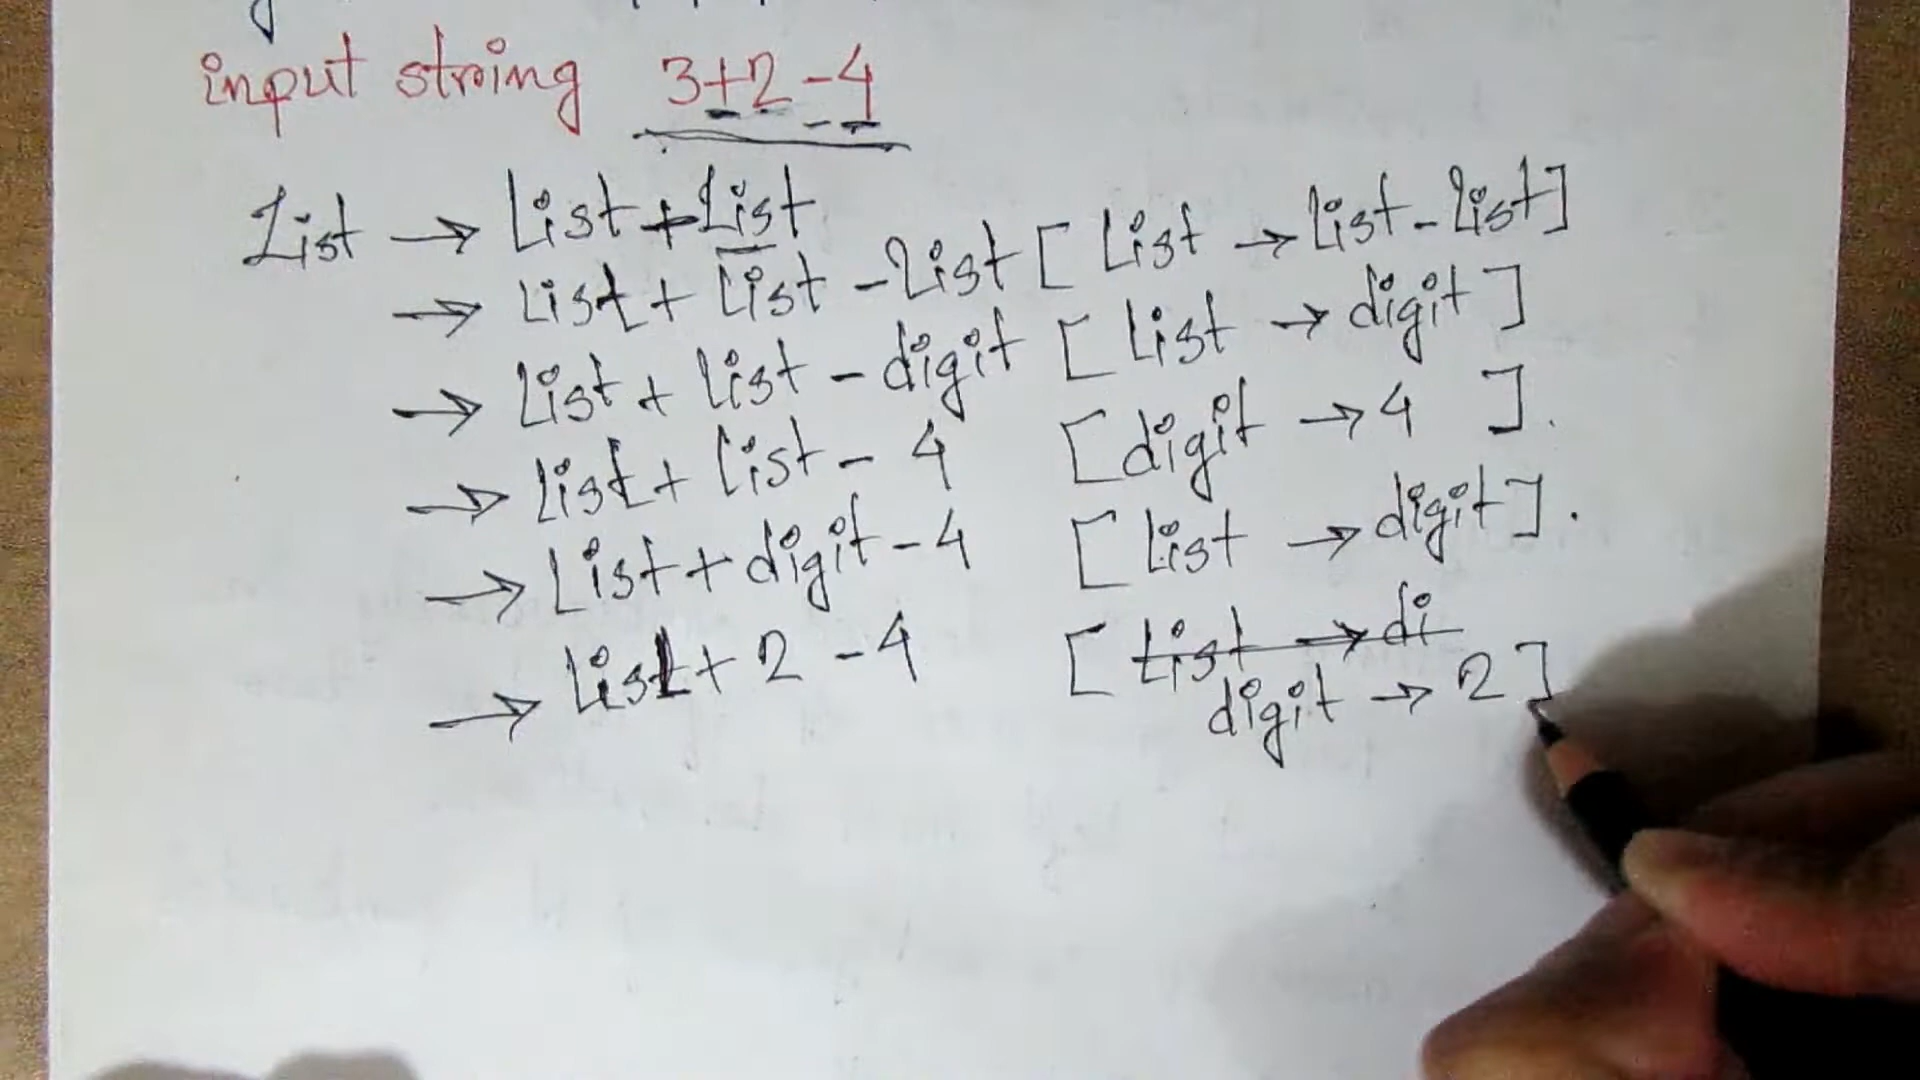 input string 3+2-4
List → List + List
→ List + List - List [ List → List - List ]
→ List + List - digit [ List → digit ]
→ List + List - 4 [ digit → 4 ].
→ List + digit - 4 [ List → digit ].
→ List + 2 - 4 [ List → di
digit → 2 ]